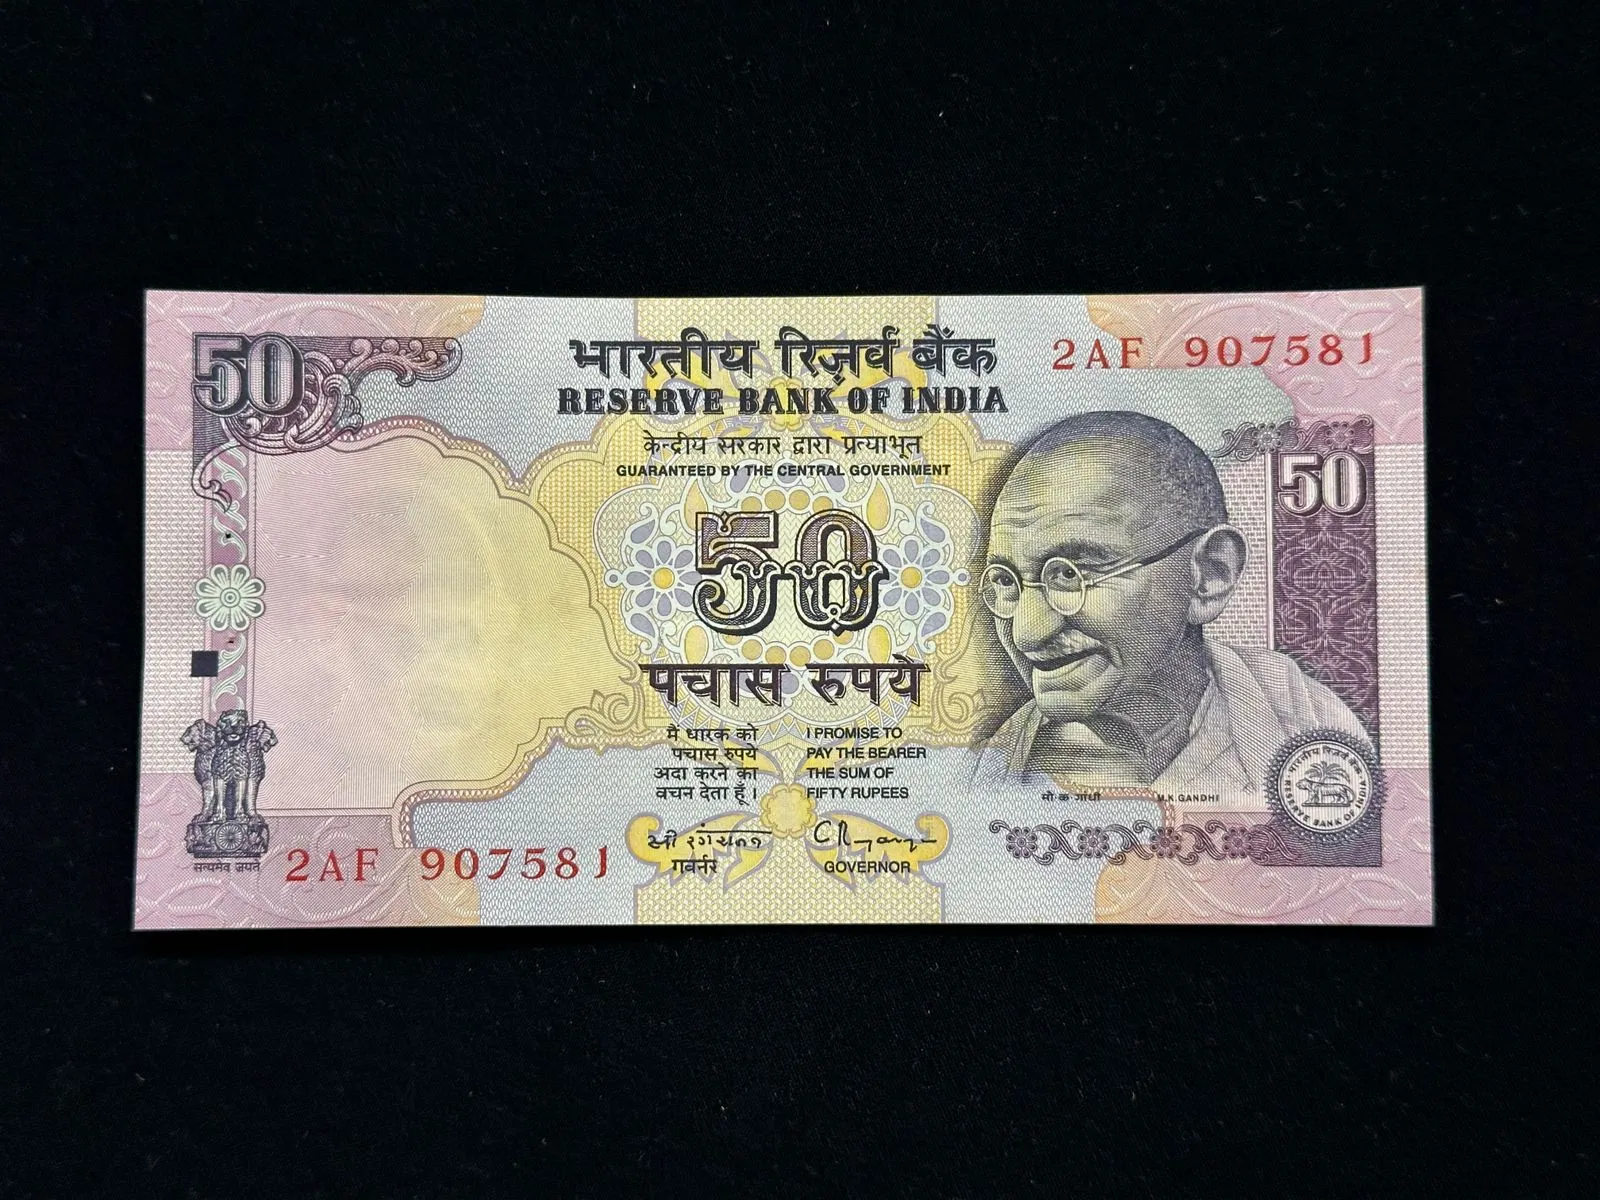 50
भारतीय रिज़र्व बैंक
2AF 907581
RESERVE BANK OF INDIA
केन्द्रीय सरकार द्वारा प्रत्याभूत
GUARANTEED BY THE CENTRAL GOVERNMENT
50
50
पचास रुपये
मैं धारक को
पचास रुपये
अदा करने का
वचन देता हूँ।
I PROMISE TO
PAY THE BEARER
THE SUM OF
FIFTY RUPEES
मो॰क॰गांधी
M.K.GANDHI
भारतीय रिज़र्व बैंक
RESERVE BANK OF INDIA
सत्यमेव जयते
2AF 907581
गवर्नर
GOVERNOR